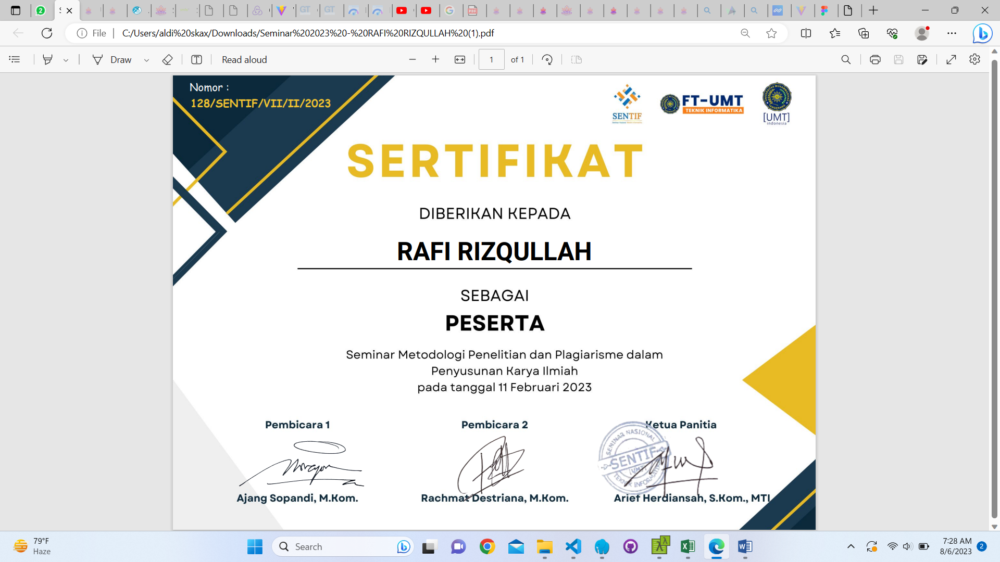 2
File
C:/Users/aldi%20skax/Downloads/Seminar%202023%20-%20RAFI%20RIZQULLAH%20(1).pdf
Draw
Read aloud
1 of 1
Nomor :
128/SENTIF/VII/II/2023
SENTIF
FT-UMT
TEKNIK INFORMATIKA
[UMT]
indonesia
SERTIFIKAT
DIBERIKAN KEPADA
RAFI RIZQULLAH
SEBAGAI
PESERTA
Seminar Metodologi Penelitian dan Plagiarisme dalam
Penyusunan Karya Ilmiah
pada tanggal 11 Februari 2023
Pembicara 1
Pembicara 2
Ketua Panitia
SEMINAR NASIONAL
SENTIF
[UMT]
TEKNIK INFORMATIKA
Ajang Sopandi, M.Kom.
Rachmat Destriana, M.Kom.
Arief Herdiansah, S.Kom., MTI
79°F
Haze
Search
7:28 AM
8/6/2023
2